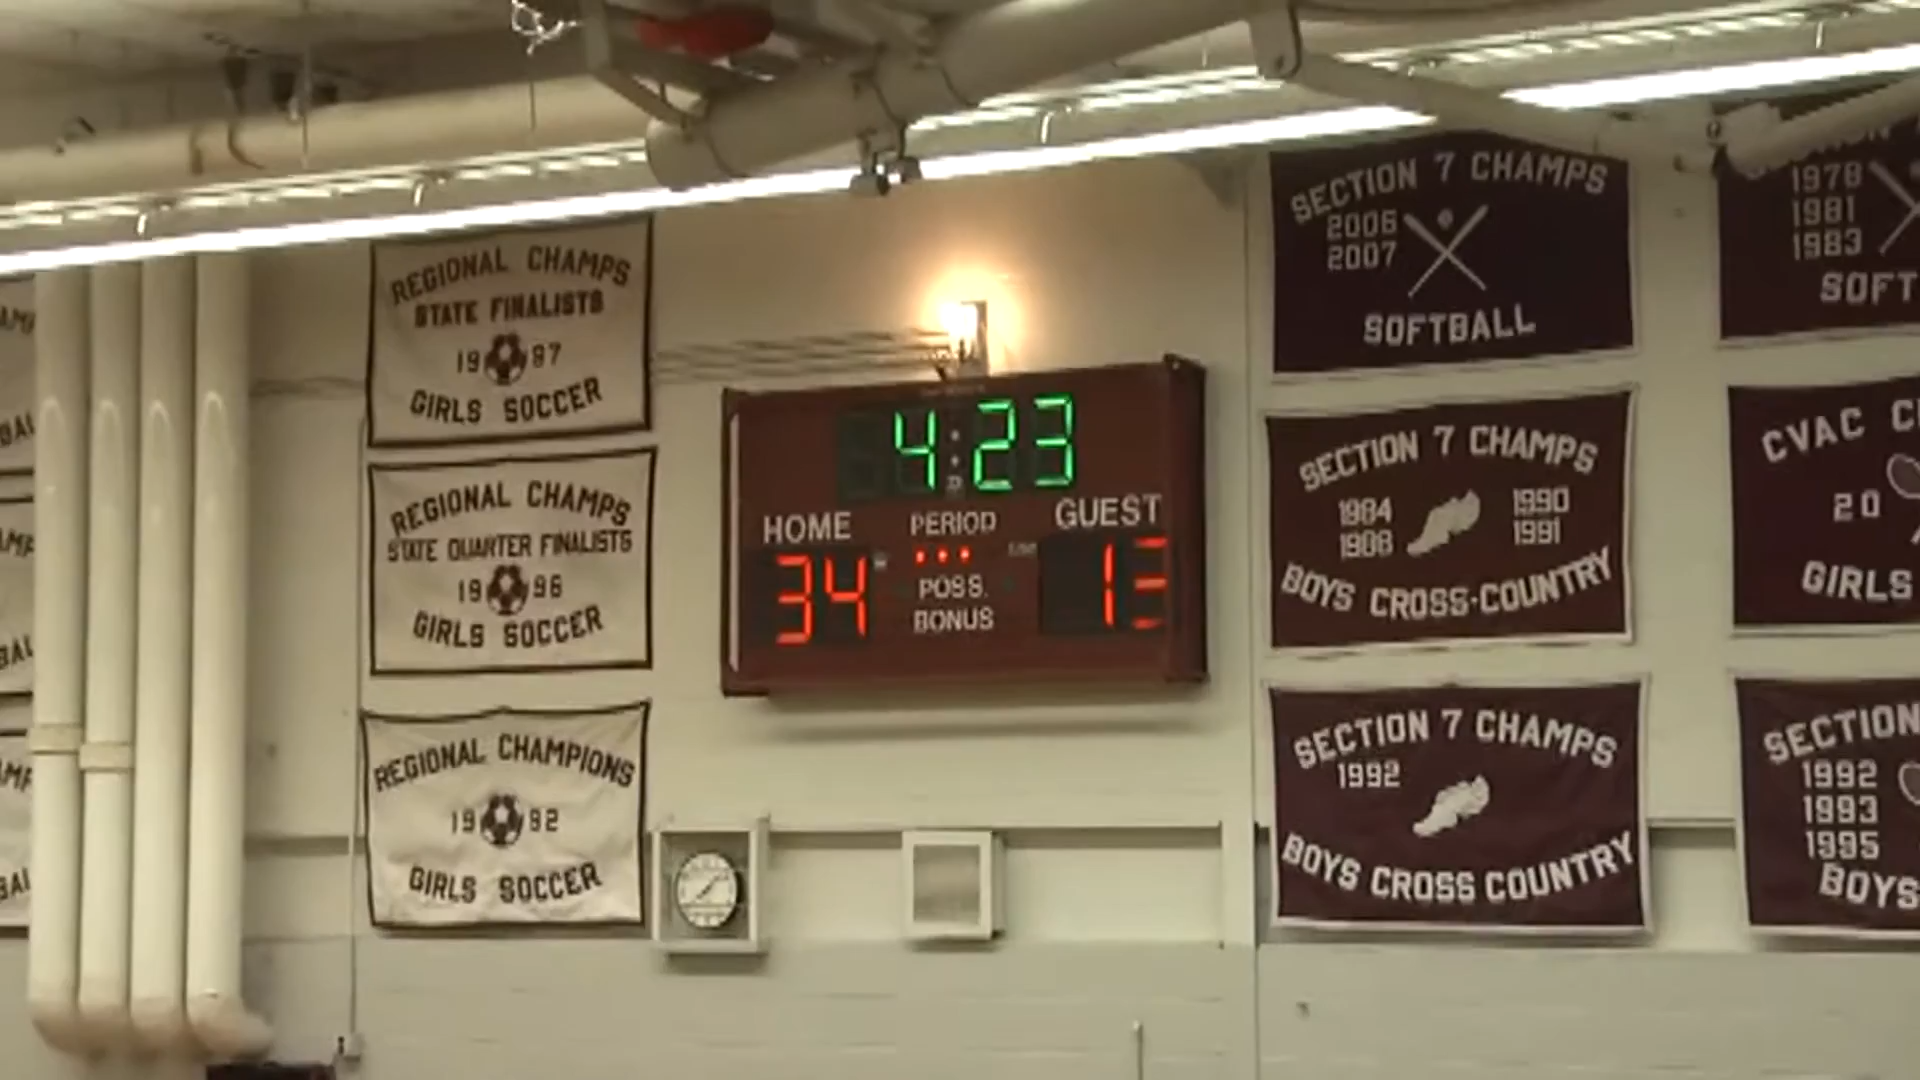 REGIONAL CHAMPS
STATE FINALISTS
19 97
GIRLS SOCCER
REGIONAL CHAMPS
STATE QUARTER FINALISTS
19 96
GIRLS SOCCER
REGIONAL CHAMPIONS
19 92
GIRLS SOCCER
4:23
HOME PERIOD GUEST
34
POSS.
BONUS
SECTION 7 CHAMPS
2006
2007
SOFTBALL
SECTION 7 CHAMPS
1984 1990
1988 1991
BOYS CROSS-COUNTRY
SECTION 7 CHAMPS
1992
BOYS CROSS COUNTRY
1978
1981
1983
SOFT
CVAC C
20
GIRLS
SECTION
1992
1993
1995
BOYS